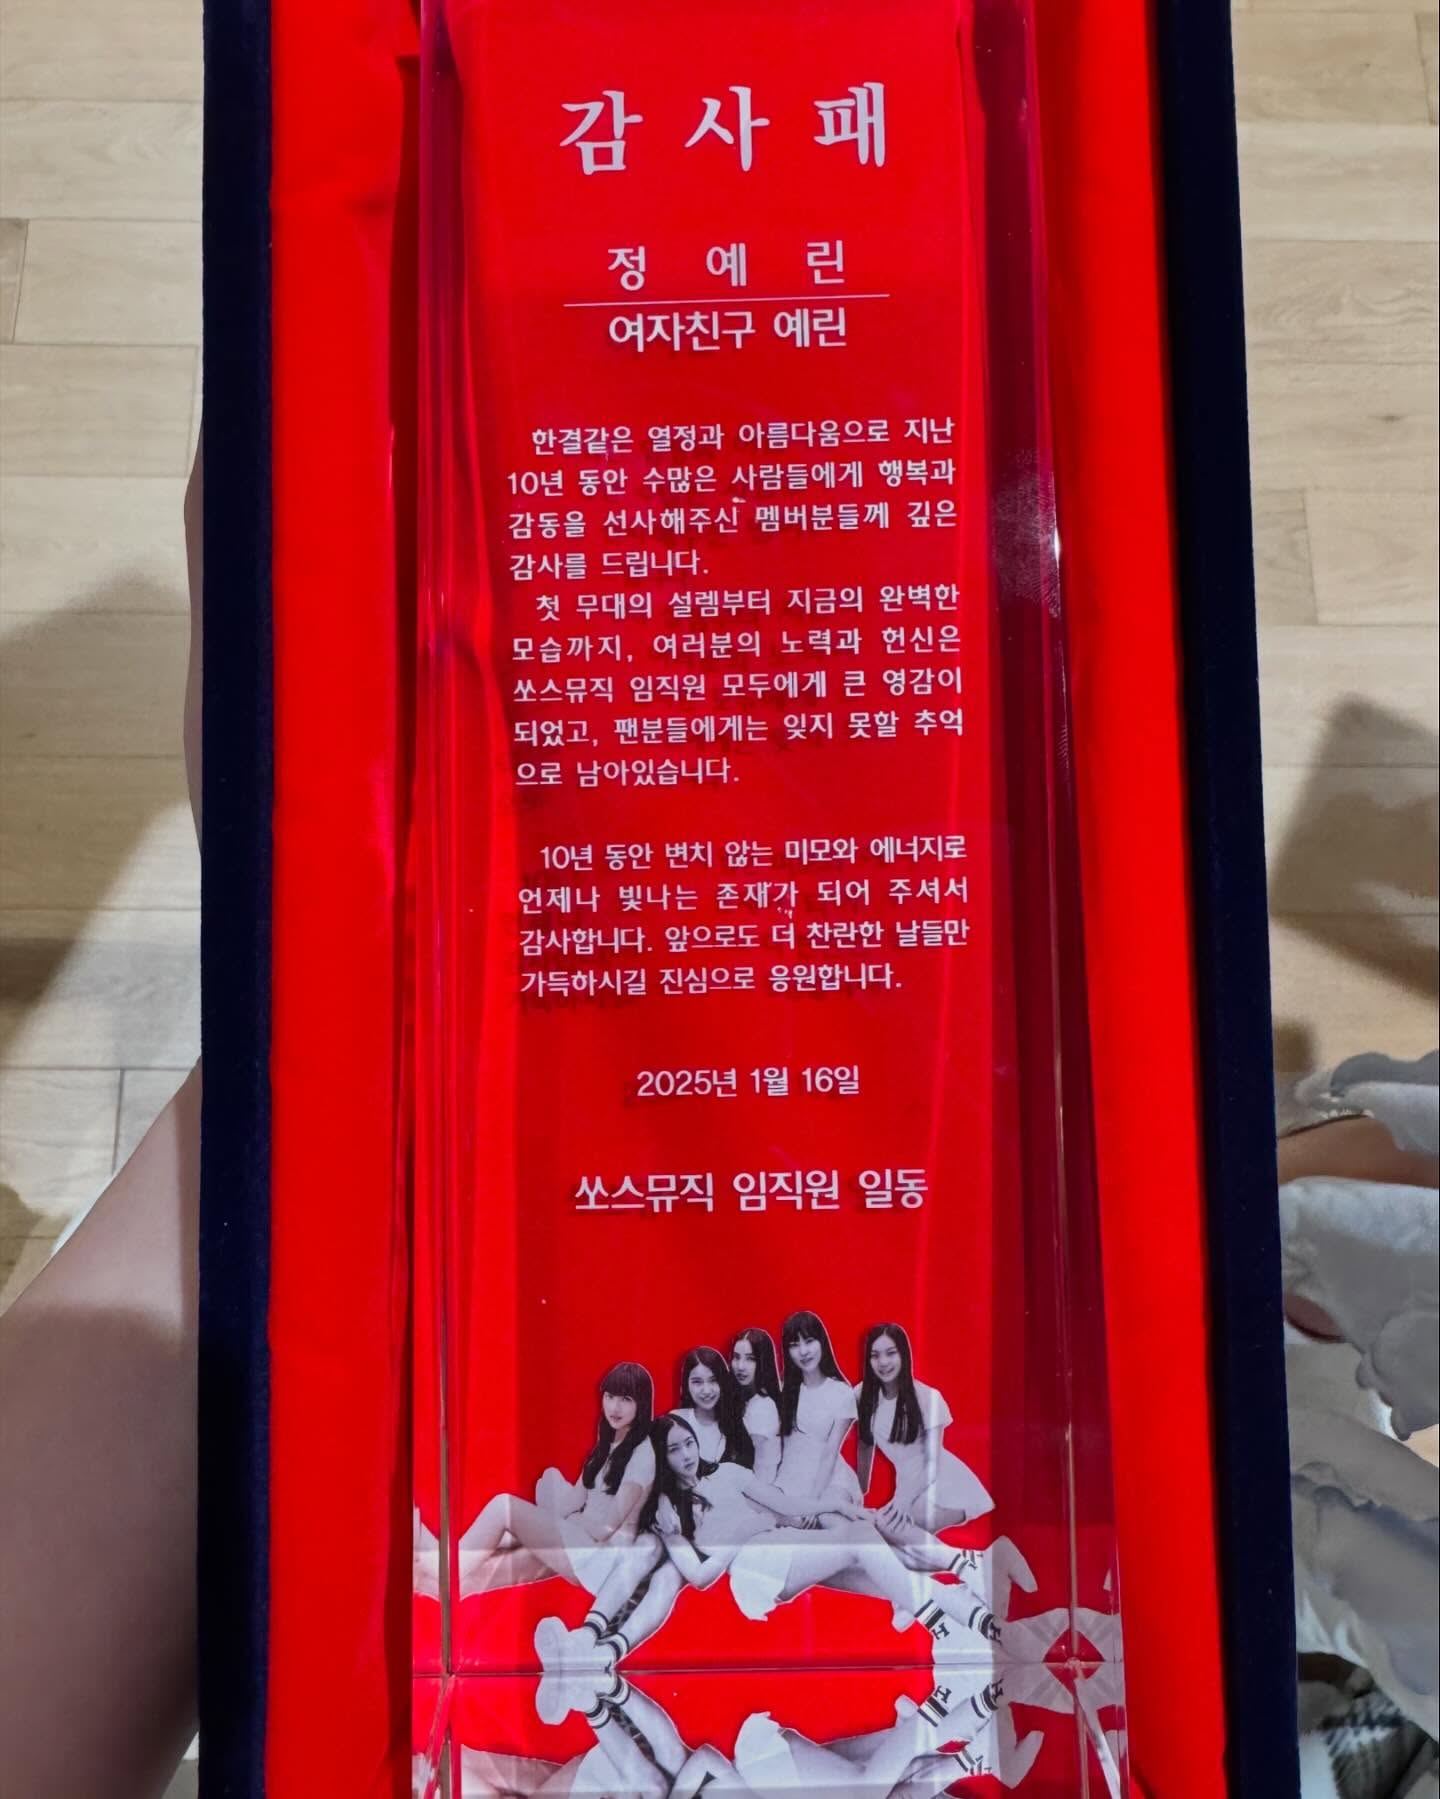 감사패
정예린
여자친구 예린
한결같은 열정과 아름다움으로 지난
10년 동안 수많은 사람들에게 행복과
감동을 선사해주신 멤버분들께 깊은
감사를 드립니다.
첫 무대의 설렘부터 지금의 완벽한
모습까지, 여러분의 노력과 헌신은
쏘스뮤직 임직원 모두에게 큰 영감이
되었고, 팬분들에게는 잊지 못할 추억
으로 남아있습니다.
10년 동안 변치 않는 미모와 에너지로
언제나 빛나는 존재가 되어 주셔서
감사합니다. 앞으로도 더 찬란한 날들만
가득하시길 진심으로 응원합니다.
2025년 1월 16일
쏘스뮤직 임직원 일동